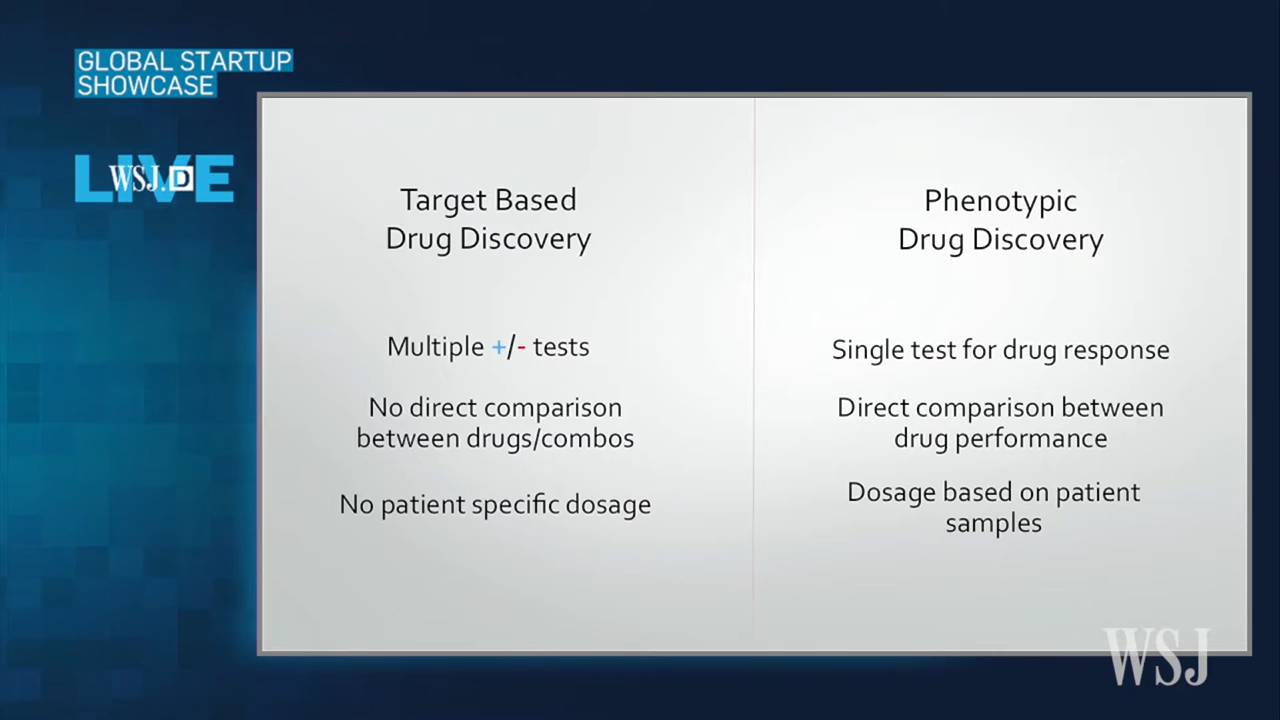 GLOBAL STARTUP
SHOWCASE
LIVE
WSJ.D
Target Based
Drug Discovery
Multiple +/- tests
No direct comparison
between drugs/combos
No patient specific dosage
Phenotypic
Drug Discovery
Single test for drug response
Direct comparison between
drug performance
Dosage based on patient
samples
WSJ